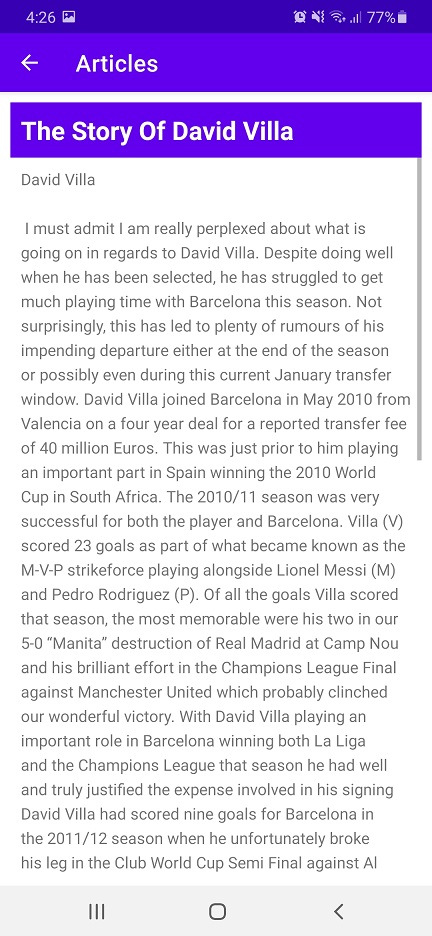 4:26
77%
Articles
The Story Of David Villa
David Villa
I must admit I am really perplexed about what is
going on in regards to David Villa. Despite doing well
when he has been selected, he has struggled to get
much playing time with Barcelona this season. Not
surprisingly, this has led to plenty of rumours of his
impending departure either at the end of the season
or possibly even during this current January transfer
window. David Villa joined Barcelona in May 2010 from
Valencia on a four year deal for a reported transfer fee
of 40 million Euros. This was just prior to him playing
an important part in Spain winning the 2010 World
Cup in South Africa. The 2010/11 season was very
successful for both the player and Barcelona. Villa (V)
scored 23 goals as part of what became known as the
M-V-P strikeforce playing alongside Lionel Messi (M)
and Pedro Rodriguez (P). Of all the goals Villa scored
that season, the most memorable were his two in our
5-0 “Manita” destruction of Real Madrid at Camp Nou
and his brilliant effort in the Champions League Final
against Manchester United which probably clinched
our wonderful victory. With David Villa playing an
important role in Barcelona winning both La Liga
and the Champions League that season he had well
and truly justified the expense involved in his signing
David Villa had scored nine goals for Barcelona in
the 2011/12 season when he unfortunately broke
his leg in the Club World Cup Semi Final against Al